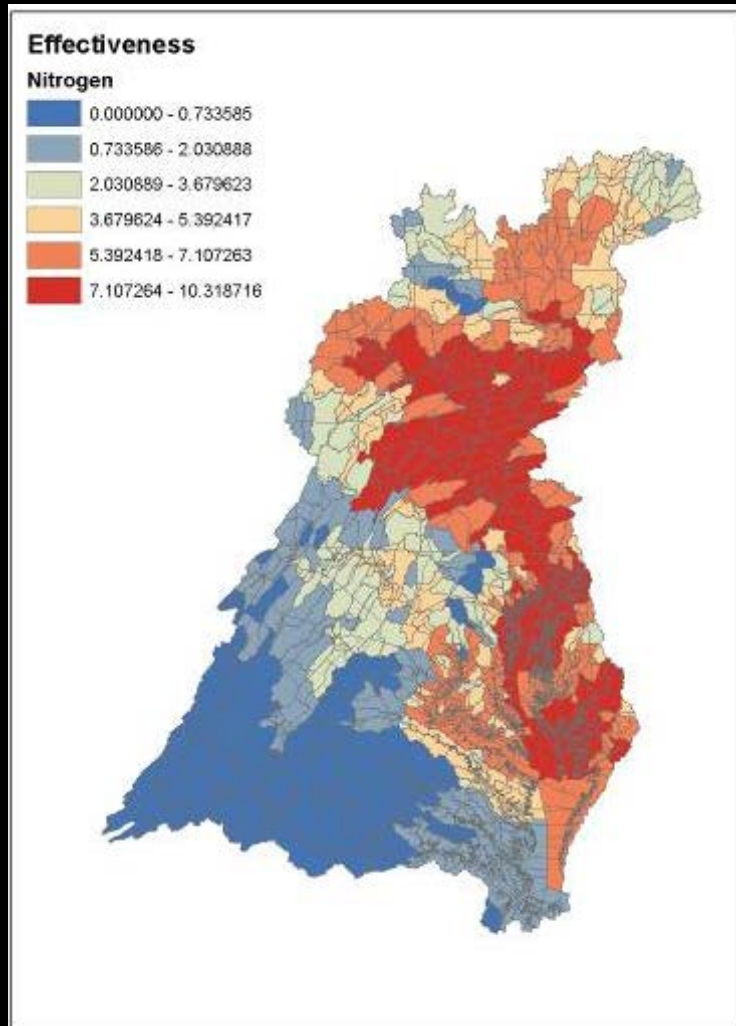 Effectiveness
Nitrogen
0.000000 - 0.733585
0.733586 - 2.030888
2.030889 - 3.679623
3.679624 - 5.392417
5.392418 - 7.107263
7.107264 - 10.318716